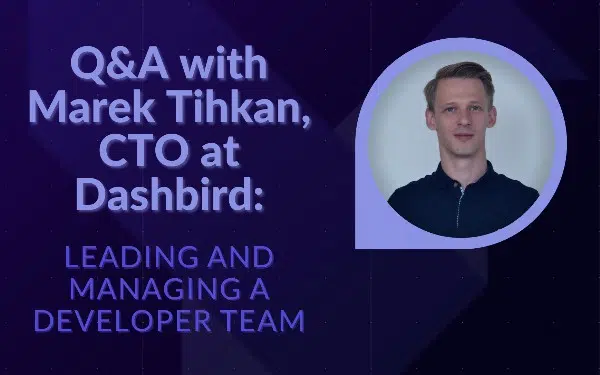 Q&A with
Marek Tihkan,
CTO at
Dashbird:
LEADING AND
MANAGING A
DEVELOPER TEAM